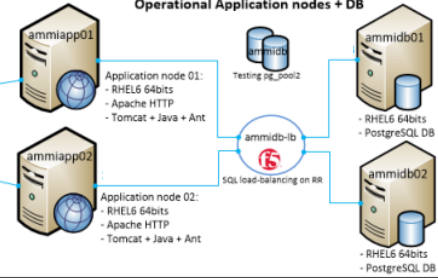 Operational Application nodes + DB
ammiapp01
Application node 01:
- RHEL6 64bits
- Apache HTTP
- Tomcat + Java + Ant
ammidb
Testing pg_pool2
ammidb01
- RHEL6 64bits
- PostgreSQL DB
ammidb-lb
f5
SQL load-balancing on RR
ammiapp02
Application node 02:
- RHEL6 64bits
- Apache HTTP
- Tomcat + Java + Ant
ammidb02
- RHEL6 64bits
- PostgreSQL DB